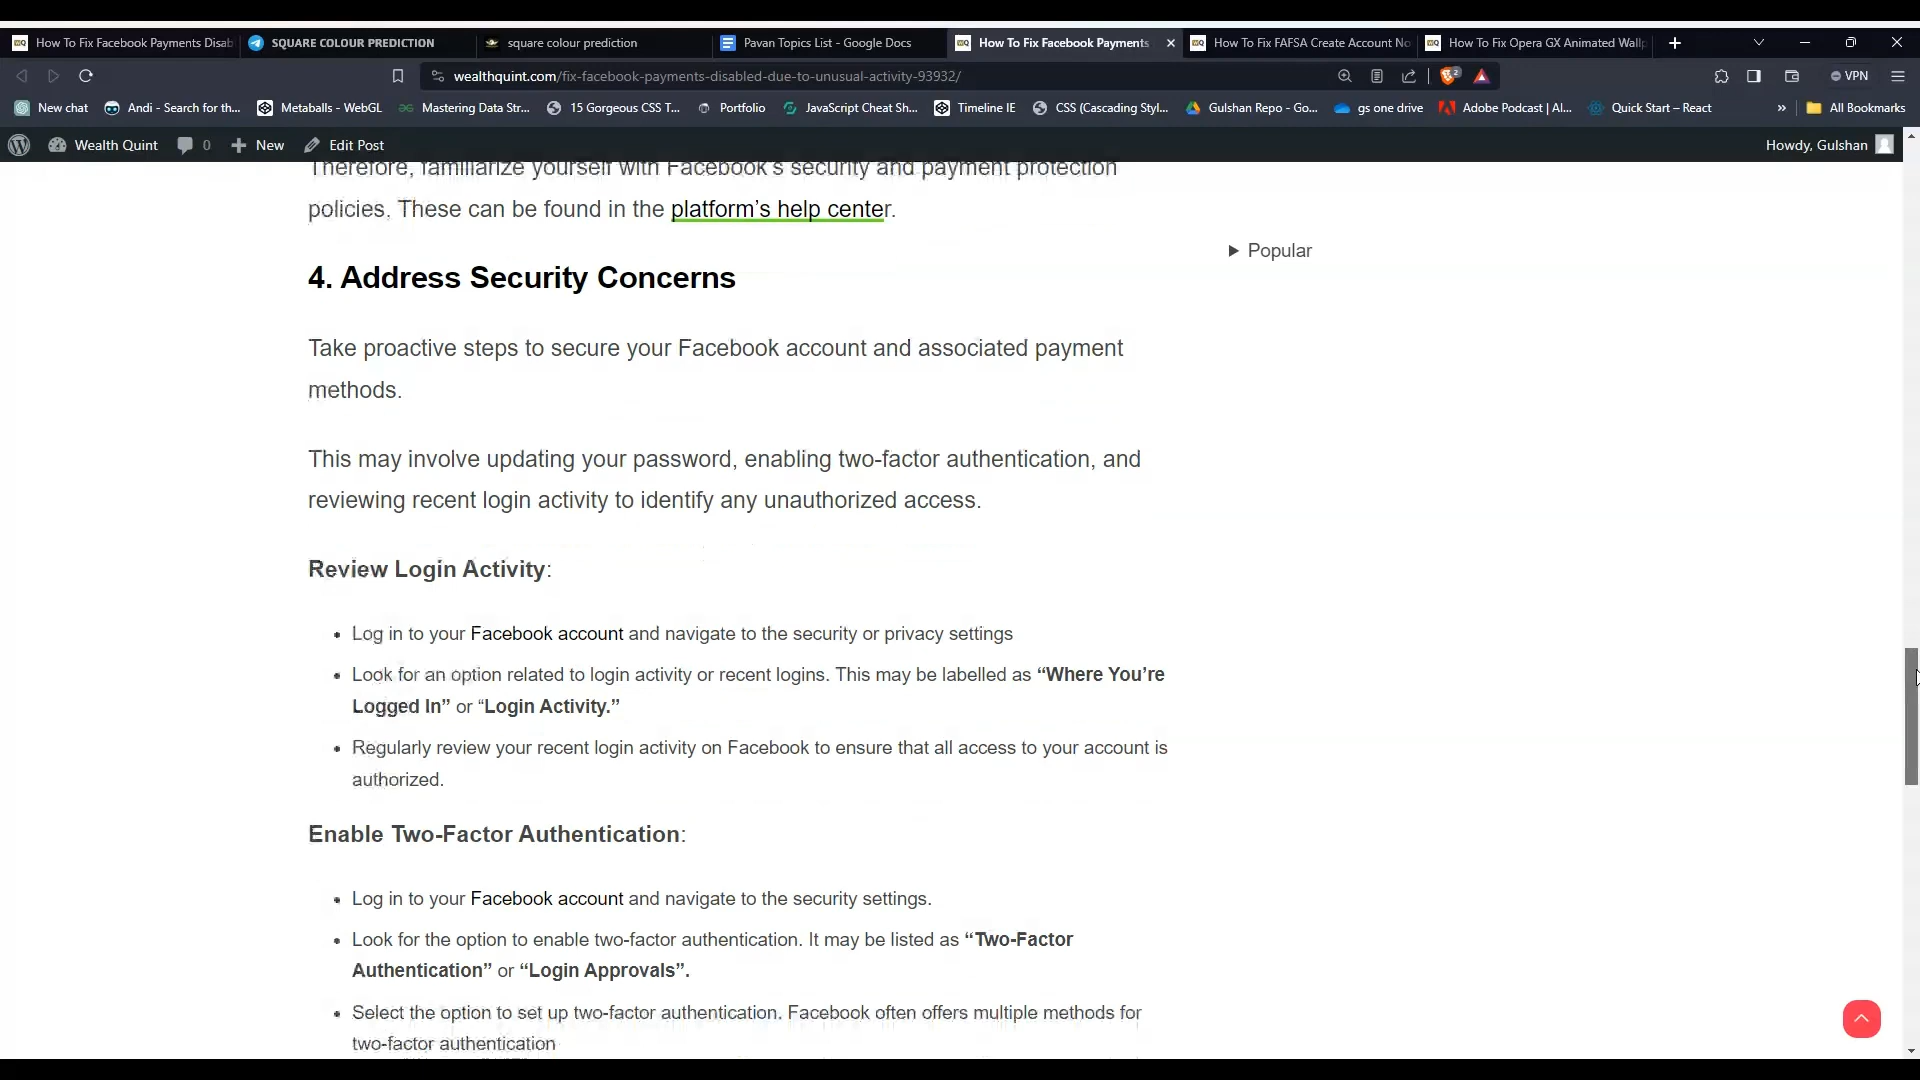 How To Fix Facebook Payments Disab
SQUARE COLOUR PREDICTION
square colour prediction
Pavan Topics List - Google Docs
How To Fix Facebook Payments
How To Fix FAFSA Create Account No
How To Fix Opera GX Animated Wallp
wealthquint.com/fix-facebook-payments-disabled-due-to-unusual-activity-93932/
2
VPN
New chat
Andi - Search for th...
Metaballs - WebGL
Mastering Data Str...
15 Gorgeous CSS T...
Portfolio
JavaScript Cheat Sh...
Timeline IE
CSS (Cascading Styl...
Gulshan Repo - Go...
gs one drive
Adobe Podcast | Al...
Quick Start – React
»
All Bookmarks
Wealth Quint
0
New
Edit Post
Howdy, Gulshan
Therefore, familiarize yourself with Facebook's security and payment protection
policies. These can be found in the platform's help center.
Popular
4. Address Security Concerns
Take proactive steps to secure your Facebook account and associated payment
methods.
This may involve updating your password, enabling two-factor authentication, and
reviewing recent login activity to identify any unauthorized access.
Review Login Activity:
• Log in to your Facebook account and navigate to the security or privacy settings
• Look for an option related to login activity or recent logins. This may be labelled as “Where You’re
Logged In” or “Login Activity.”
• Regularly review your recent login activity on Facebook to ensure that all access to your account is
authorized.
Enable Two-Factor Authentication:
• Log in to your Facebook account and navigate to the security settings.
• Look for the option to enable two-factor authentication. It may be listed as “Two-Factor
Authentication” or “Login Approvals”.
• Select the option to set up two-factor authentication. Facebook often offers multiple methods for
two-factor authentication